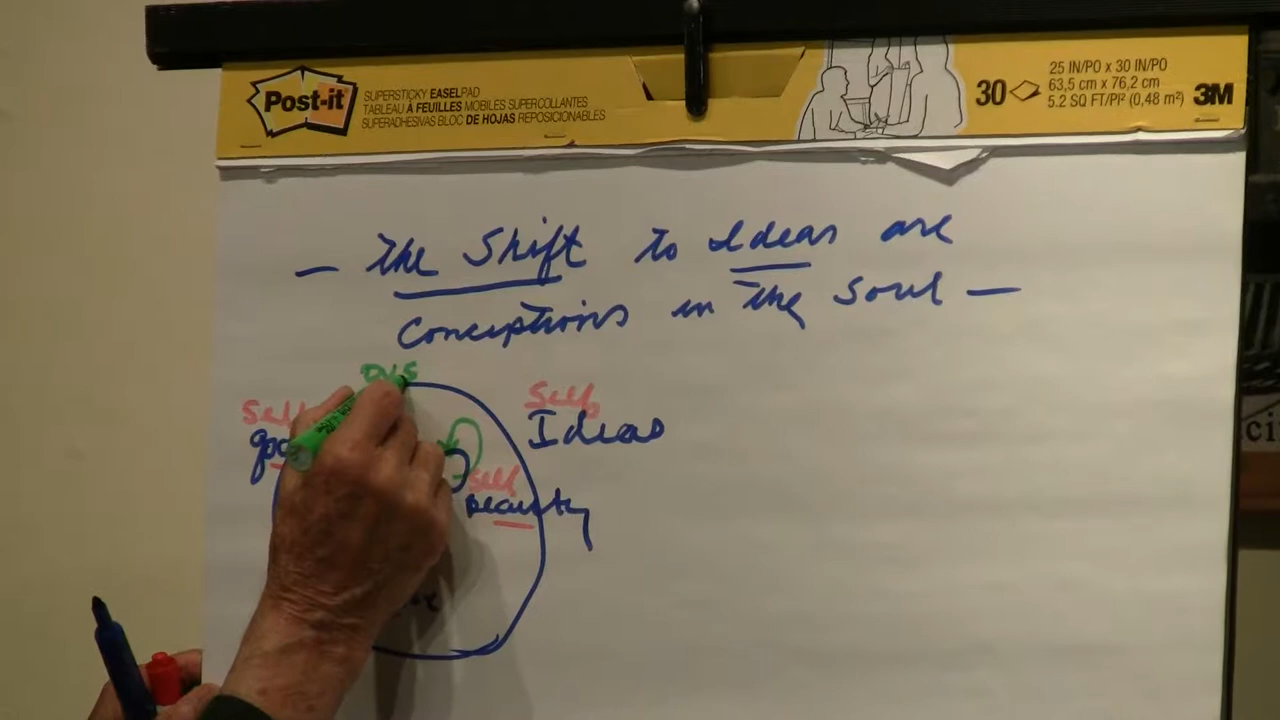 Post-it
SUPERSTICKY EASEL PAD
TABLEAU À FEUILLES MOBILES SUPERCOLLANTES
SUPERADHESIVAS BLOC DE HOJAS REPOSICIONABLES
30
25 IN/PO x 30 IN/PO
63,5 cm x 76,2 cm
5.2 SQ FT/PI² (0,48 m²)
3M
— The Shift to Ideas are
Conceptions in the Soul —
Self
Ideas
Self